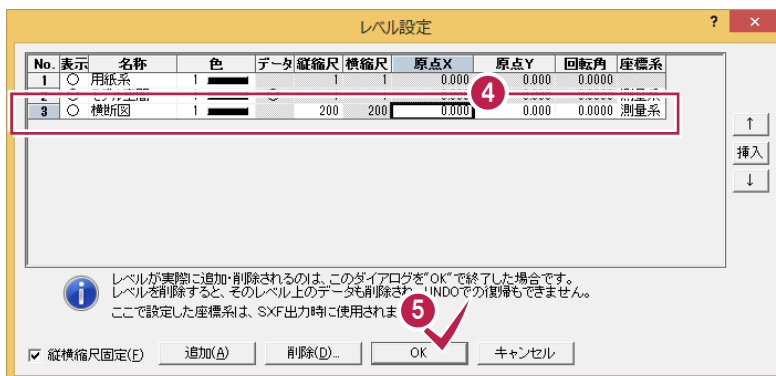 レベル設定
? ×
No. 表示 名称 色 データ 縦縮尺 横縮尺 原点X 原点Y 回転角 座標系
1 ○ 用紙系 1 1 1 0.000 0.000 0.0000
4
3 ○ 横断図 1 200 200 0.000 0.000 0.0000 測量系
↑
挿入
↓
レベルが実際に追加・削除されるのは、このダイアログを"OK"で終了した場合です。
レベルを削除すると、そのレベル上のデータも削除され、UNDOでの復帰もできません。
ここで設定した座標系は、SXF出力時に使用されま
5
縦横縮尺固定(F) 追加(A) 削除(D)... OK キャンセル